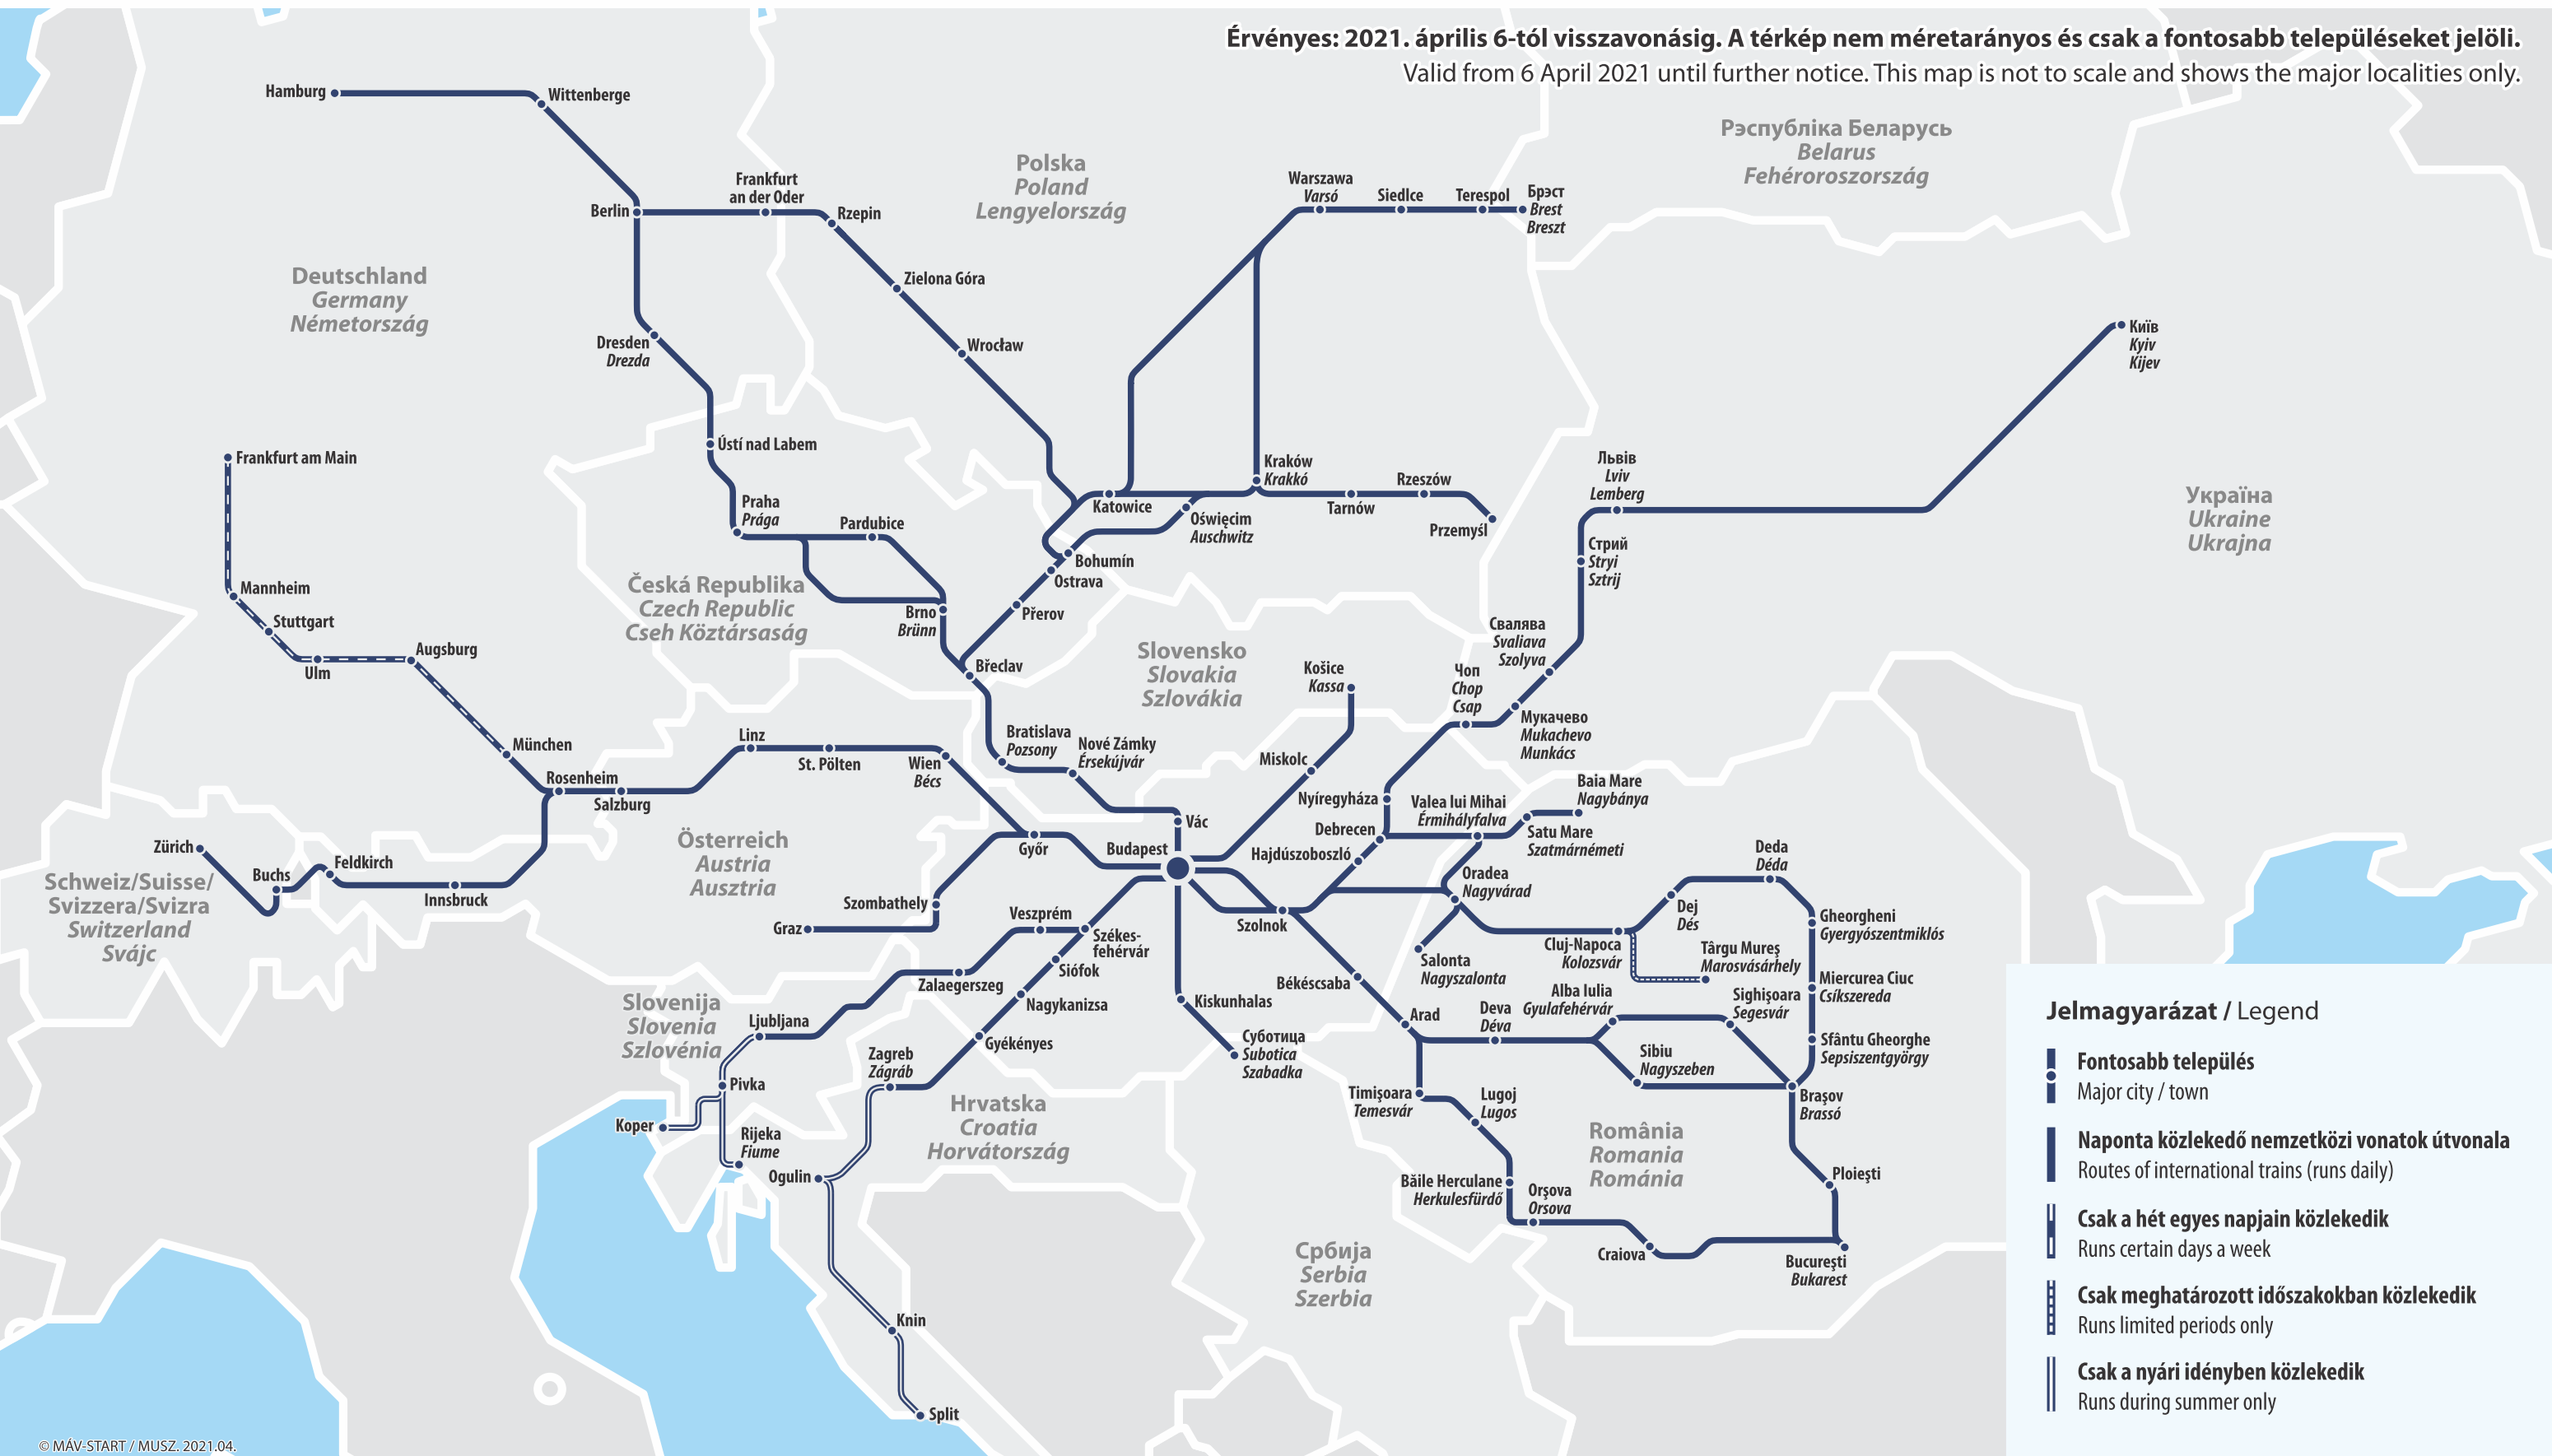 Érvényes: 2021. április 6-tól visszavonásig. A térkép nem méretarányos és csak a fontosabb településeket jelöli.
Valid from 6 April 2021 until further notice. This map is not to scale and shows the major localities only.
Hamburg
Wittenberge
Рэспубліка Беларусь
Belarus
Fehéroroszország
Polska
Poland
Lengyelország
Frankfurt
an der Oder
Berlin
Rzepin
Warszawa
Varsó
Siedlce
Terespol
Брэст
Brest
Breszt
Deutschland
Germany
Németország
Zielona Góra
Dresden
Drezda
Wrocław
Київ
Kyiv
Kijev
Ústí nad Labem
Frankfurt am Main
Praha
Prága
Pardubice
Katowice
Kraków
Krakkó
Oświęcim
Auschwitz
Tarnów
Rzeszów
Przemyśl
Львів
Lviv
Lemberg
Україна
Ukraine
Ukrajna
Стрий
Stryi
Sztrij
Bohumín
Ostrava
Přerov
Česká Republika
Czech Republic
Cseh Köztársaság
Brno
Brünn
Břeclav
Mannheim
Stuttgart
Ulm
Augsburg
München
Rosenheim
Salzburg
Linz
St. Pölten
Wien
Bécs
Slovensko
Slovakia
Szlovákia
Košice
Kassa
Свалява
Svaliava
Szolyva
Чоп
Chop
Csap
Мукачево
Mukachevo
Munkács
Bratislava
Pozsony
Nové Zámky
Érsekújvár
Miskolc
Nyíregyháza
Valea lui Mihai
Érmihályfalva
Baia Mare
Nagybánya
Satu Mare
Szatmárnémeti
Vác
Debrecen
Hajdúszoboszló
Zürich
Buchs
Feldkirch
Innsbruck
Schweiz/Suisse/
Svizzera/Svizra
Switzerland
Svájc
Österreich
Austria
Ausztria
Győr
Budapest
Szombathely
Graz
Veszprém
Székes-
fehérvár
Siófok
Szolnok
Oradea
Nagyvárad
Deda
Déda
Dej
Dés
Gheorgheni
Gyergyószentmiklós
Cluj-Napoca
Kolozsvár
Târgu Mureş
Marosvásárhely
Salonta
Nagyszalonta
Miercurea Ciuc
Csíkszereda
Zalaegerszeg
Nagykanizsa
Gyékényes
Békéscsaba
Kiskunhalas
Суботица
Subotica
Szabadka
Slovenija
Slovenia
Szlovénia
Ljubljana
Pivka
Koper
Rijeka
Fiume
Zagreb
Zágráb
Ogulin
Hrvatska
Croatia
Horvátország
Arad
Deva
Déva
Alba Iulia
Gyulafehérvár
Sighişoara
Segesvár
Sfântu Gheorghe
Sepsiszentgyörgy
Sibiu
Nagyszeben
Braşov
Brassó
Timişoara
Temesvár
Lugoj
Lugos
România
Romania
Románia
Ploieşti
Băile Herculane
Herkulesfürdő
Orşova
Orsova
Craiova
Bucureşti
Bukarest
Србија
Serbia
Szerbia
Knin
Split
Jelmagyarázat / Legend
Fontosabb település
Major city / town
Naponta közlekedő nemzetközi vonatok útvonala
Routes of international trains (runs daily)
Csak a hét egyes napjain közlekedik
Runs certain days a week
Csak meghatározott időszakokban közlekedik
Runs limited periods only
Csak a nyári idényben közlekedik
Runs during summer only
© MÁV-START / MUSZ. 2021.04.